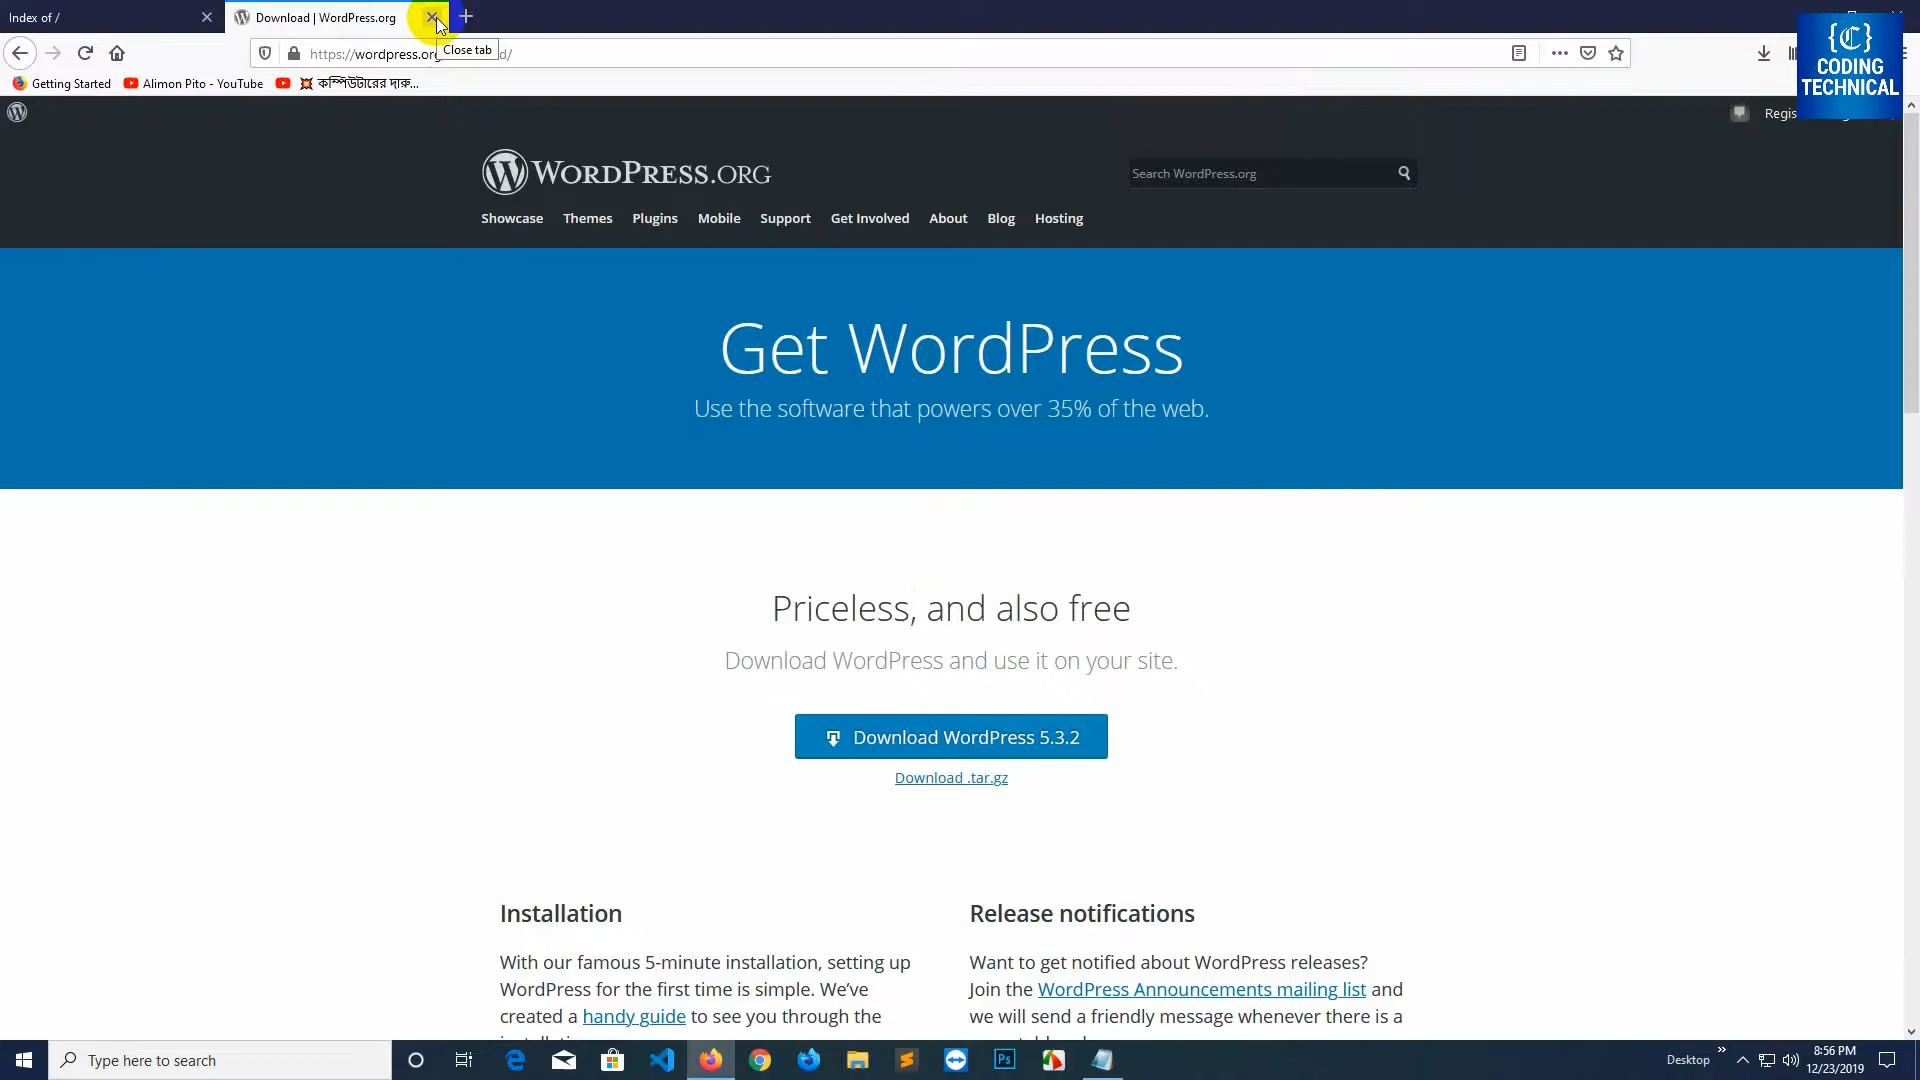 Index of /
Download | WordPress.org
https://wordpress.org
d/
Close tab
Getting Started
Alimon Pito - YouTube
কম্পিউটারের দারু...
{C}
CODING
TECHNICAL
Regis
WORDPRESS.ORG
Search WordPress.org
Showcase
Themes
Plugins
Mobile
Support
Get Involved
About
Blog
Hosting
Get WordPress
Use the software that powers over 35% of the web.
Priceless, and also free
Download WordPress and use it on your site.
Download WordPress 5.3.2
Download .tar.gz
Installation
With our famous 5-minute installation, setting up
WordPress for the first time is simple. We’ve
created a handy guide to see you through the
Release notifications
Want to get notified about WordPress releases?
Join the WordPress Announcements mailing list and
we will send a friendly message whenever there is a
Type here to search
Ps
Desktop
8:56 PM
12/23/2019